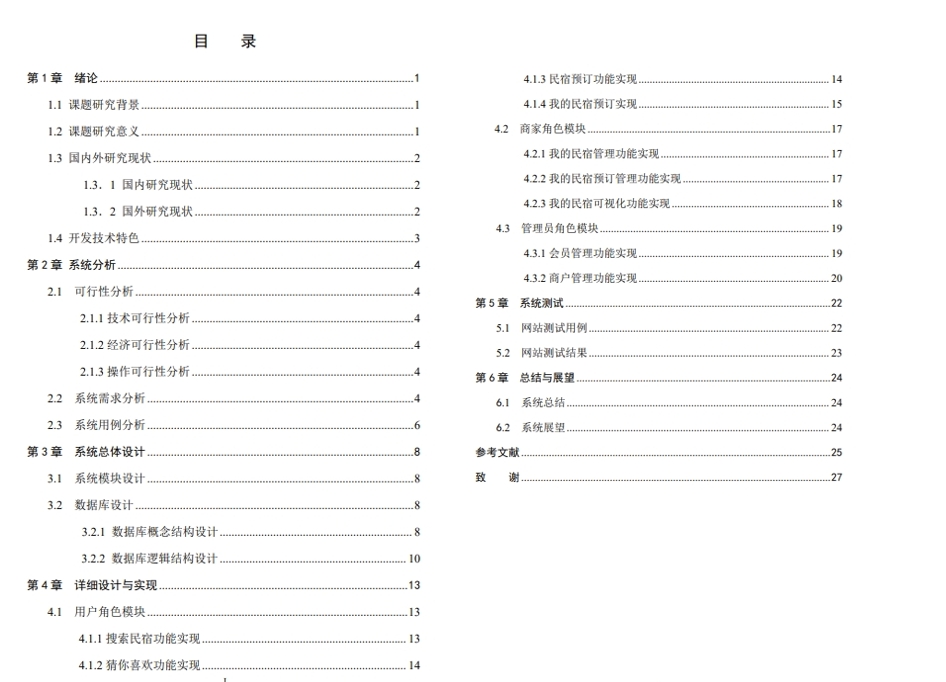 目 录
第 1 章 绪论 1
1.1 课题研究背景 1
1.2 课题研究意义 1
1.3 国内外研究现状 2
1.3．1 国内研究现状 2
1.3．2 国外研究现状 2
1.4 开发技术特色 3
第 2 章 系统分析 4
2.1 可行性分析 4
2.1.1 技术可行性分析 4
2.1.2 经济可行性分析 4
2.1.3 操作可行性分析 4
2.2 系统需求分析 4
2.3 系统用例分析 6
第 3 章 系统总体设计 8
3.1 系统模块设计 8
3.2 数据库设计 8
3.2.1 数据库概念结构设计 8
3.2.2 数据库逻辑结构设计 10
第 4 章 详细设计与实现 13
4.1 用户角色模块 13
4.1.1 搜索民宿功能实现 13
4.1.2 猜你喜欢功能实现 14
4.1.3 民宿预订功能实现 14
4.1.4 我的民宿预订实现 15
4.2 商家角色模块 17
4.2.1 我的民宿管理功能实现 17
4.2.2 我的民宿预订管理功能实现 17
4.2.3 我的民宿可视化功能实现 18
4.3 管理员角色模块 19
4.3.1 会员管理功能实现 19
4.3.2 商户管理功能实现 20
第 5 章 系统测试 22
5.1 网站测试用例 22
5.2 网站测试结果 23
第 6 章 总结与展望 24
6.1 系统总结 24
6.2 系统展望 24
参考文献 25
致 谢 27